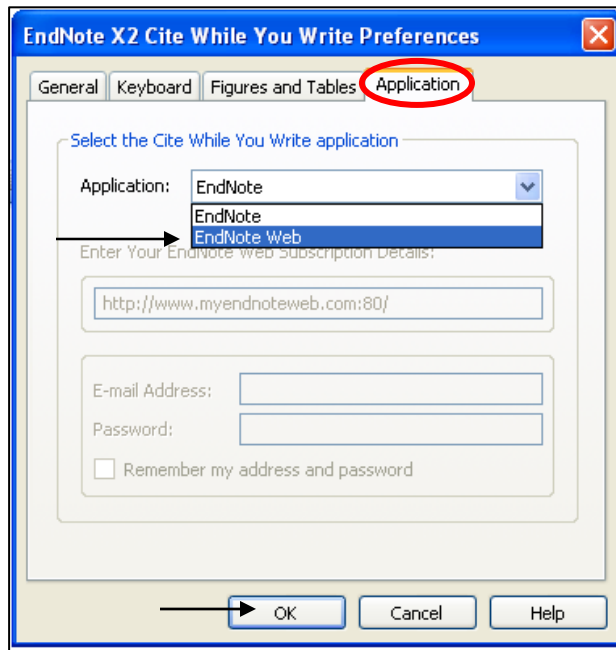 EndNote X2 Cite While You Write Preferences
General Keyboard Figures and Tables Application
Select the Cite While You Write application
Application: EndNote
EndNote
EndNote Web
Enter Your EndNote Web Subscription Details:
http://www.myendnoteweb.com:80/
E-mail Address:
Password:
Remember my address and password
OK Cancel Help